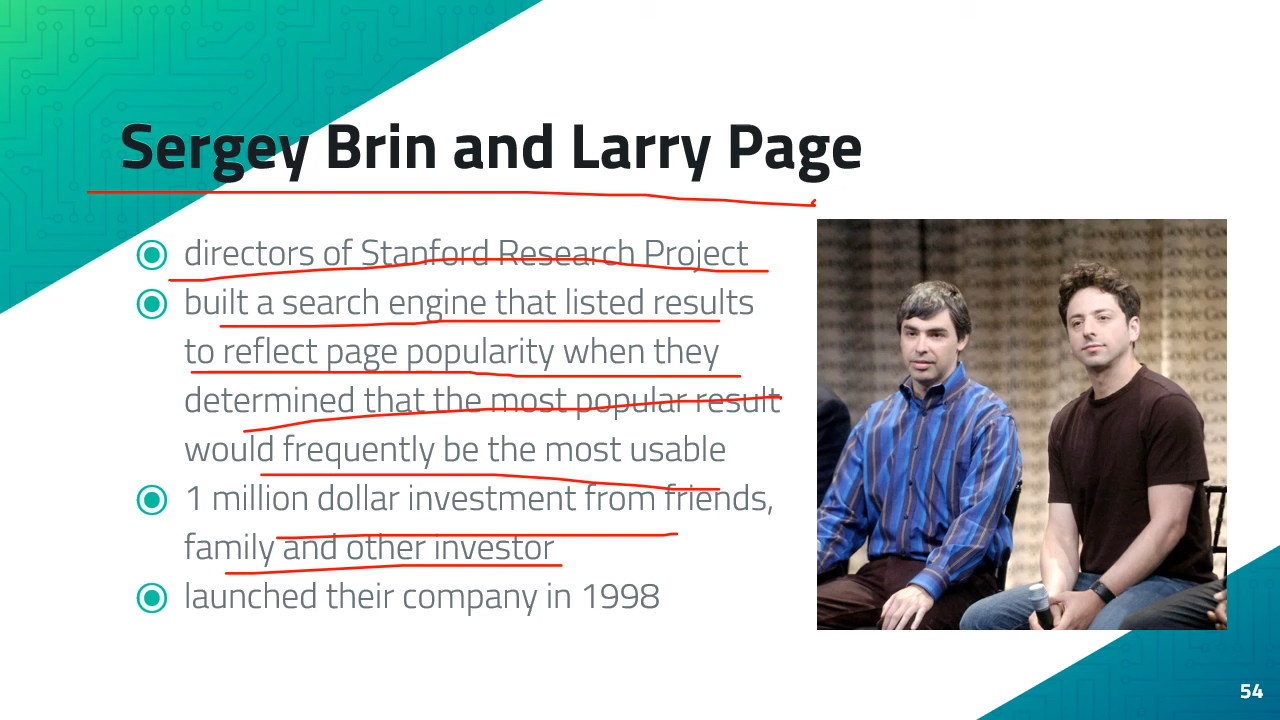 Sergey Brin and Larry Page
directors of Stanford Research Project
built a search engine that listed results
to reflect page popularity when they
determined that the most popular result
would frequently be the most usable
1 million dollar investment from friends,
family and other investor
launched their company in 1998
54